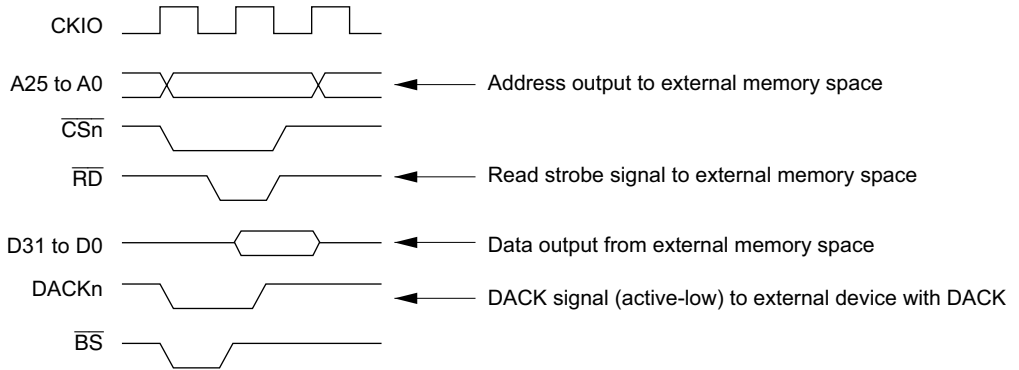 CKIO
A25 to A0 Address output to external memory space
CSn
RD Read strobe signal to external memory space
D31 to D0 Data output from external memory space
DACKn DACK signal (active-low) to external device with DACK
BS